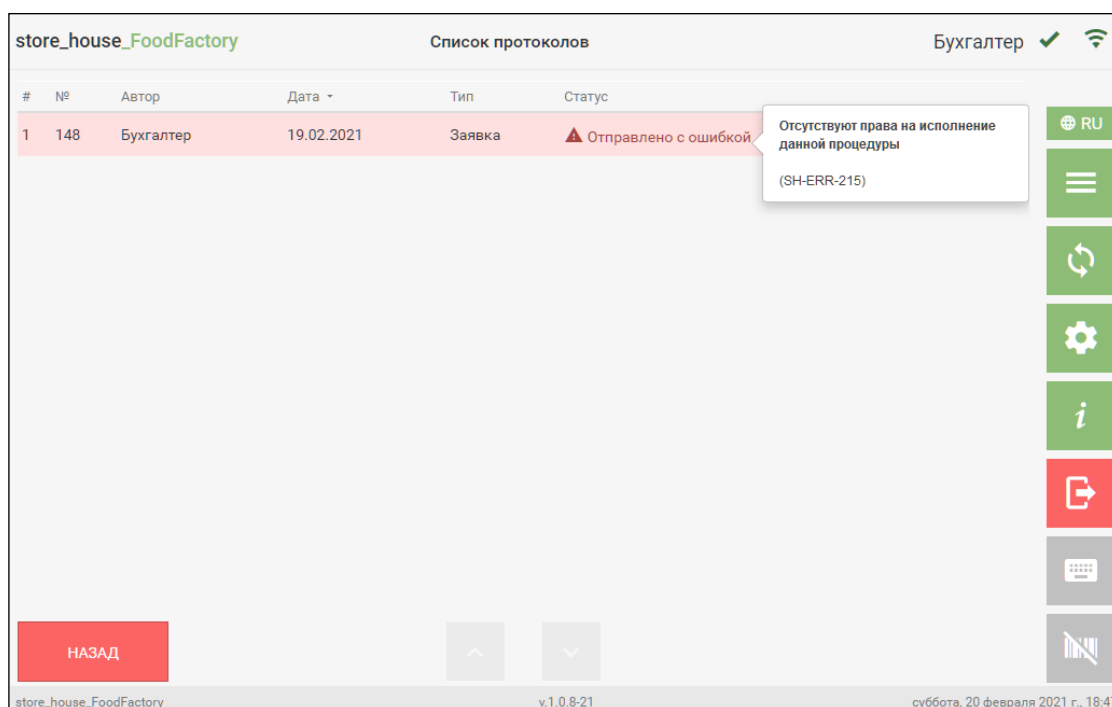 store_house_FoodFactory Список протоколов Бухгалтер
# № Автор Дата Тип Статус
1 148 Бухгалтер 19.02.2021 Заявка Отправлено с ошибкой
Отсутствуют права на исполнение
данной процедуры
(SH-ERR-215)
RU
НАЗАД
store_house_FoodFactory v.1.0.8-21 суббота, 20 февраля 2021 г., 18:4